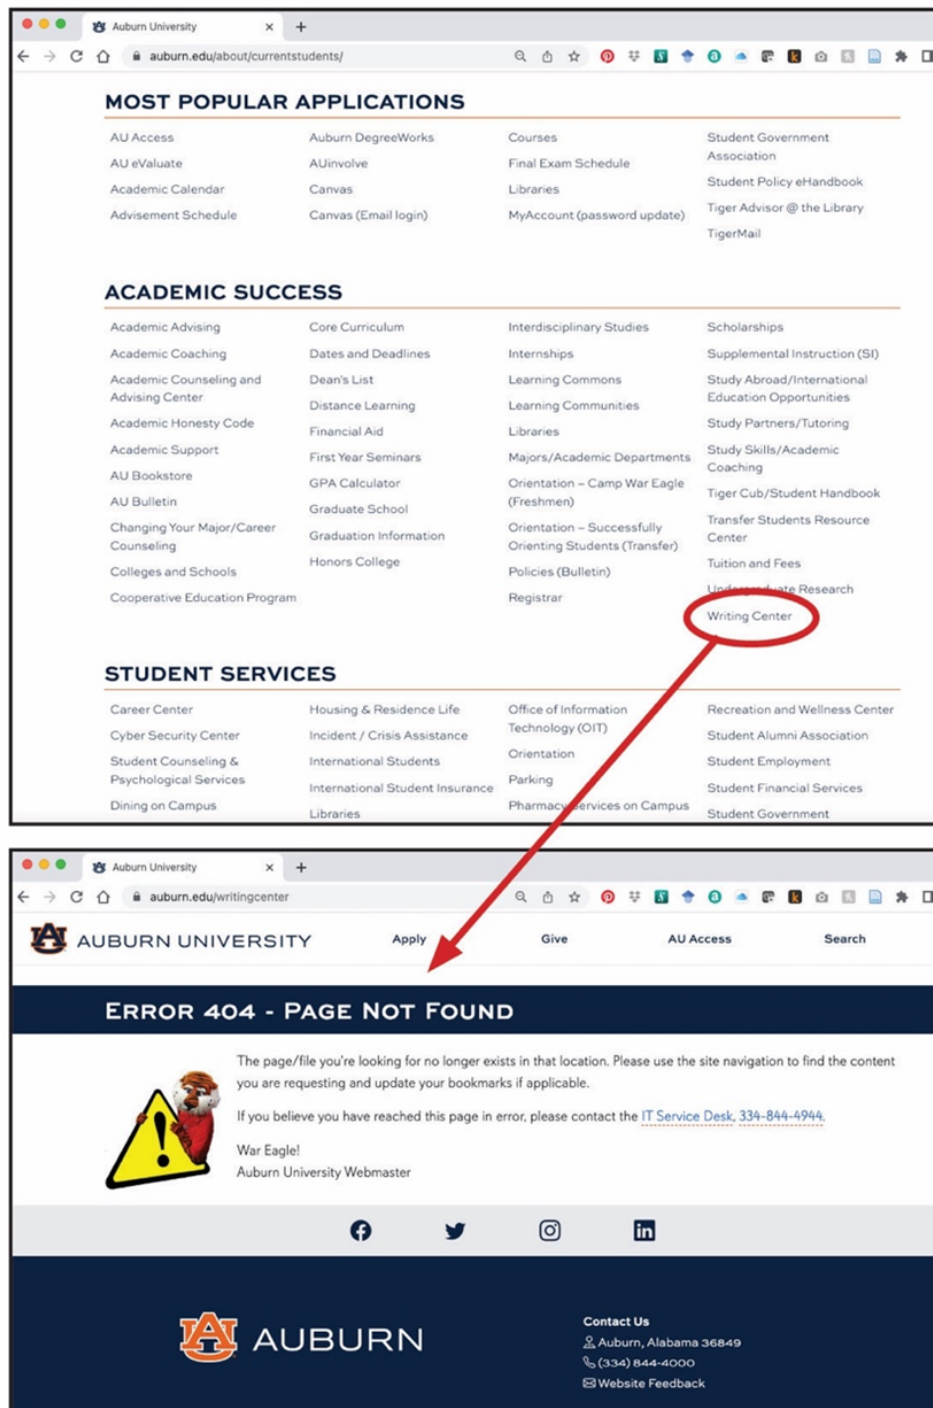 Auburn University
auburn.edu/about/currentstudents/
MOST POPULAR APPLICATIONS
AU Access
AU eValuate
Academic Calendar
Advisement Schedule
Auburn DegreeWorks
AUinvolve
Canvas
Canvas (Email login)
Courses
Final Exam Schedule
Libraries
MyAccount (password update)
Student Government
Association
Student Policy eHandbook
Tiger Advisor @ the Library
TigerMail
ACADEMIC SUCCESS
Academic Advising
Academic Coaching
Academic Counseling and
Advising Center
Academic Honesty Code
Academic Support
AU Bookstore
AU Bulletin
Changing Your Major/Career
Counseling
Colleges and Schools
Cooperative Education Program
Core Curriculum
Dates and Deadlines
Dean's List
Distance Learning
Financial Aid
First Year Seminars
GPA Calculator
Graduate School
Graduation Information
Honors College
Interdisciplinary Studies
Internships
Learning Commons
Learning Communities
Libraries
Majors/Academic Departments
Orientation – Camp War Eagle
(Freshmen)
Orientation – Successfully
Orienting Students (Transfer)
Policies (Bulletin)
Registrar
Scholarships
Supplemental Instruction (SI)
Study Abroad/International
Education Opportunities
Study Partners/Tutoring
Study Skills/Academic
Coaching
Tiger Cub/Student Handbook
Transfer Students Resource
Center
Tuition and Fees
Undergraduate Research
Writing Center
STUDENT SERVICES
Career Center
Cyber Security Center
Student Counseling &
Psychological Services
Dining on Campus
Housing & Residence Life
Incident / Crisis Assistance
International Students
International Student Insurance
Libraries
Office of Information
Technology (OIT)
Orientation
Parking
Pharmacy Services on Campus
Recreation and Wellness Center
Student Alumni Association
Student Employment
Student Financial Services
Student Government
Auburn University
auburn.edu/writingcenter
AUBURN UNIVERSITY
Apply
Give
AU Access
Search
ERROR 404 - PAGE NOT FOUND
The page/file you're looking for no longer exists in that location. Please use the site navigation to find the content
you are requesting and update your bookmarks if applicable.
If you believe you have reached this page in error, please contact the IT Service Desk, 334-844-4944.
War Eagle!
Auburn University Webmaster
AUBURN
Contact Us
Auburn, Alabama 36849
(334) 844-4000
Website Feedback